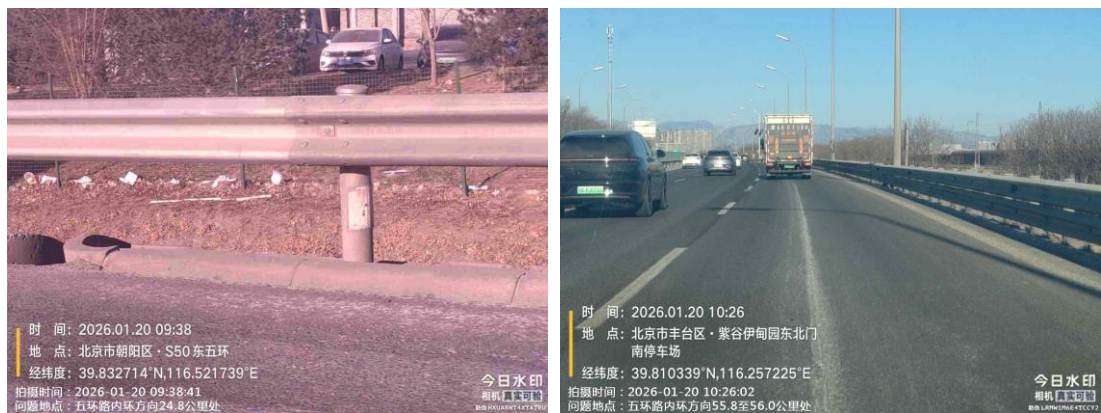 时　间：2026.01.20 09:38
地　点：北京市朝阳区·S50东五环
经纬度：39.832714°N,116.521739°E
拍摄时间：2026-01-20 09:38:41
问题地点：五环路内环方向24.8公里处
今日水印
相机 真实可验
时　间：2026.01.20 10:26
地　点：北京市丰台区·紫谷伊甸园东北门
南停车场
经纬度：39.810339°N,116.257225°E
拍摄时间：2026-01-20 10:26:02
问题地点：五环路内环方向55.8至56.0公里处
今日水印
相机 真实可验